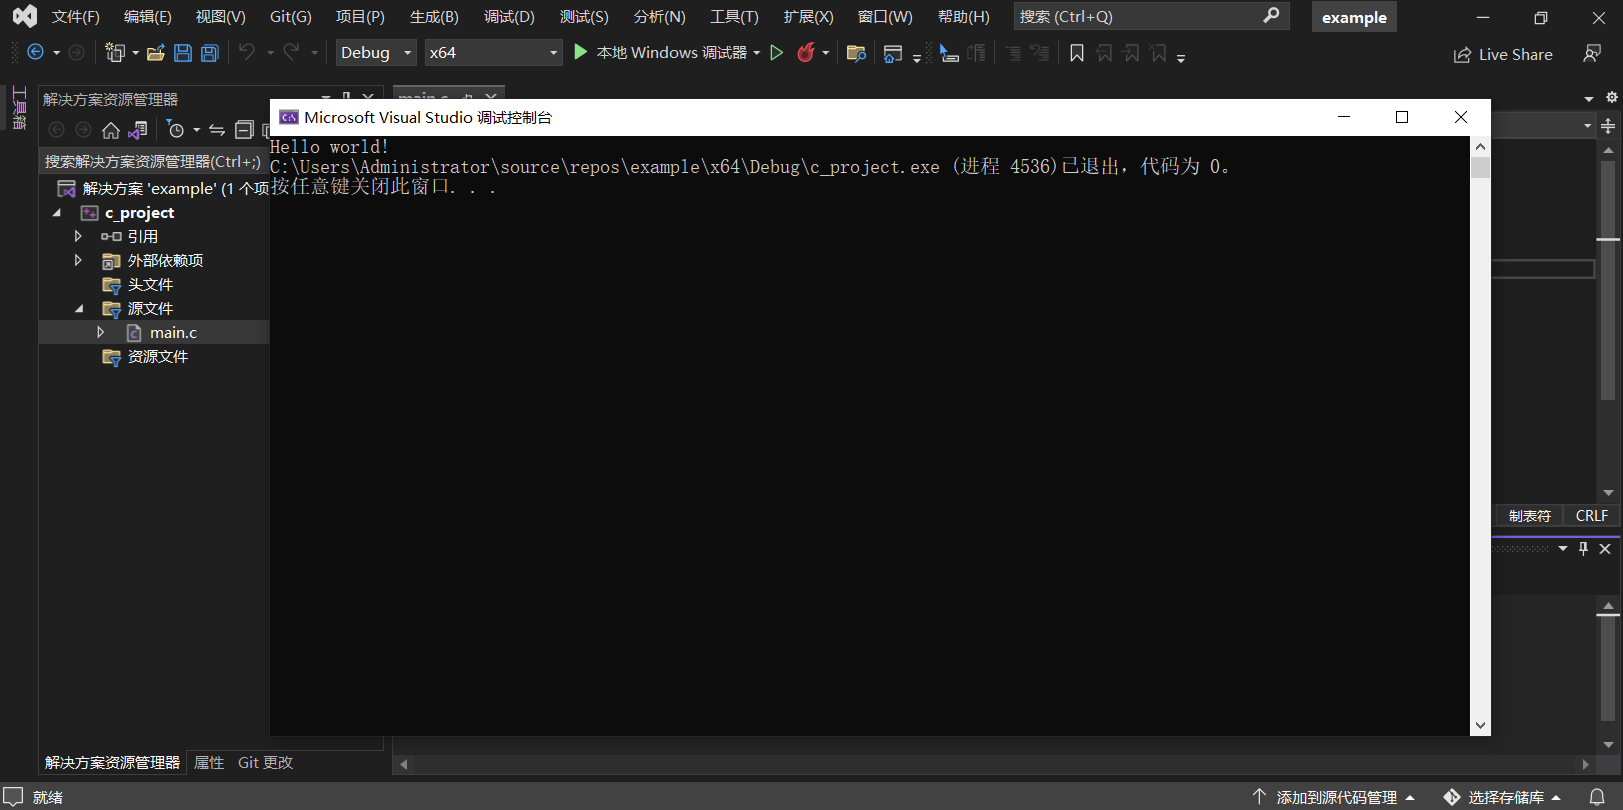 文件(F) 编辑(E) 视图(V) Git(G) 项目(P) 生成(B) 调试(D) 测试(S) 分析(N) 工具(T) 扩展(X) 窗口(W) 帮助(H) 搜索 (Ctrl+Q) example
Debug x64 本地 Windows 调试器 Live Share
工具箱
解决方案资源管理器
main.c
搜索解决方案资源管理器(Ctrl+;)
解决方案 'example' (1 个项
c_project
引用
外部依赖项
头文件
源文件
main.c
资源文件
Microsoft Visual Studio 调试控制台
Hello world!
C:\Users\Administrator\source\repos\example\x64\Debug\c_project.exe (进程 4536)已退出，代码为 0。
按任意键关闭此窗口. . .
制表符 CRLF
解决方案资源管理器 属性 Git 更改
就绪 添加到源代码管理 选择存储库